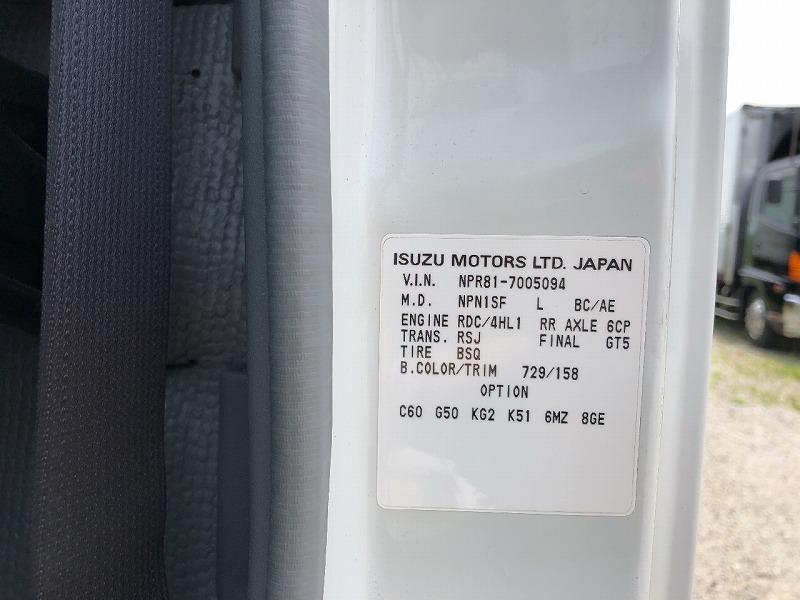 ISUZU MOTORS LTD. JAPAN
V.I.N. NPR81-7005094
M.D. NPN1SF L BC/AE
ENGINE RDC/4HL1 RR AXLE 6CP
TRANS. RSJ FINAL GT5
TIRE BSQ
B.COLOR/TRIM 729/158
OPTION
C60 G50 KG2 K51 6MZ 8GE